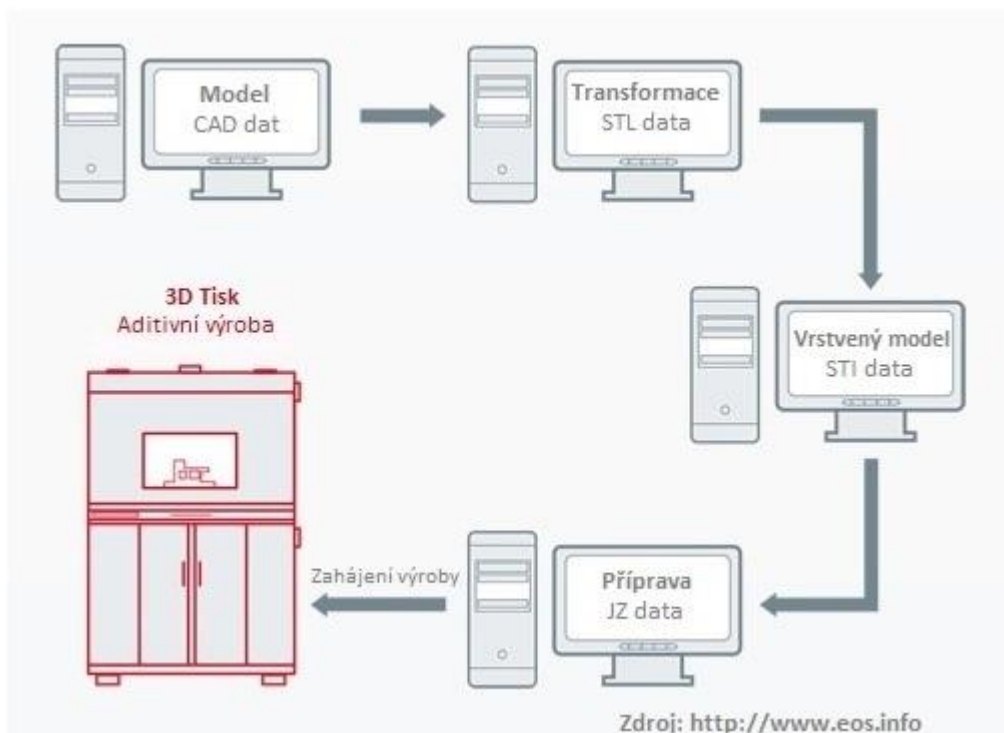 Model
CAD dat
Transformace
STL data
Vrstvený model
STI data
Příprava
JZ data
Zahájení výroby
3D Tisk
Aditivní výroba
Zdroj: http://www.eos.info